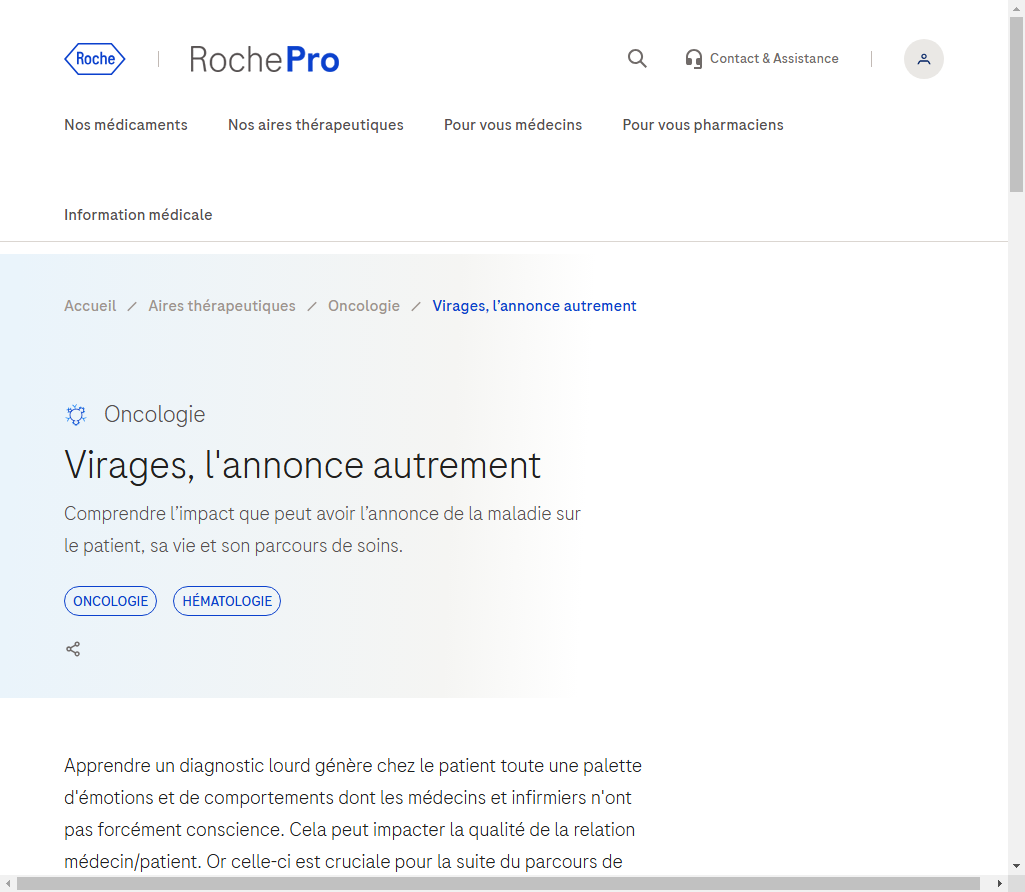 Roche
RochePro
Contact & Assistance
Nos médicaments
Nos aires thérapeutiques
Pour vous médecins
Pour vous pharmaciens
Information médicale
Accueil / Aires thérapeutiques / Oncologie / Virages, l’annonce autrement
Oncologie
Virages, l'annonce autrement
Comprendre l’impact que peut avoir l’annonce de la maladie sur
le patient, sa vie et son parcours de soins.
ONCOLOGIE
HÉMATOLOGIE
Apprendre un diagnostic lourd génère chez le patient toute une palette
d'émotions et de comportements dont les médecins et infirmiers n'ont
pas forcément conscience. Cela peut impacter la qualité de la relation
médecin/patient. Or celle-ci est cruciale pour la suite du parcours de